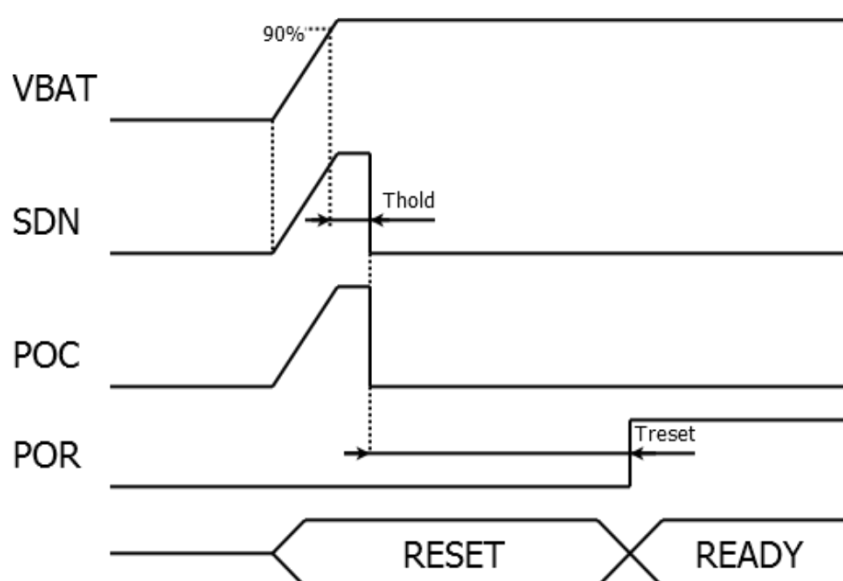 90%
VBAT
SDN
Thold
POC
POR
Treset
RESET
READY